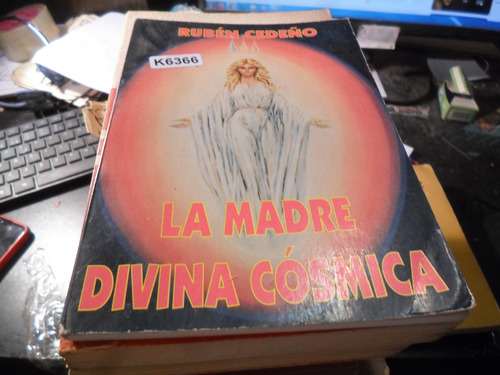 RUBÉN CEDEÑO
K6366
LA MADRE
DIVINA CÓSMICA